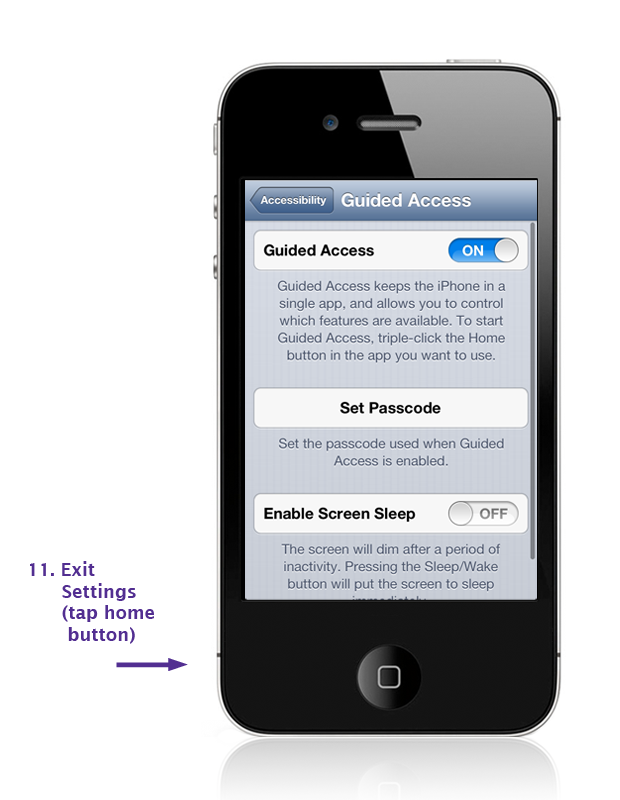 Accessibility
Guided Access
Guided Access
ON
Guided Access keeps the iPhone in a
single app, and allows you to control
which features are available. To start
Guided Access, triple-click the Home
button in the app you want to use.
Set Passcode
Set the passcode used when Guided
Access is enabled.
Enable Screen Sleep
OFF
The screen will dim after a period of
inactivity. Pressing the Sleep/Wake
button will put the screen to sleep
immediately.
11. Exit
Settings
(tap home
button)